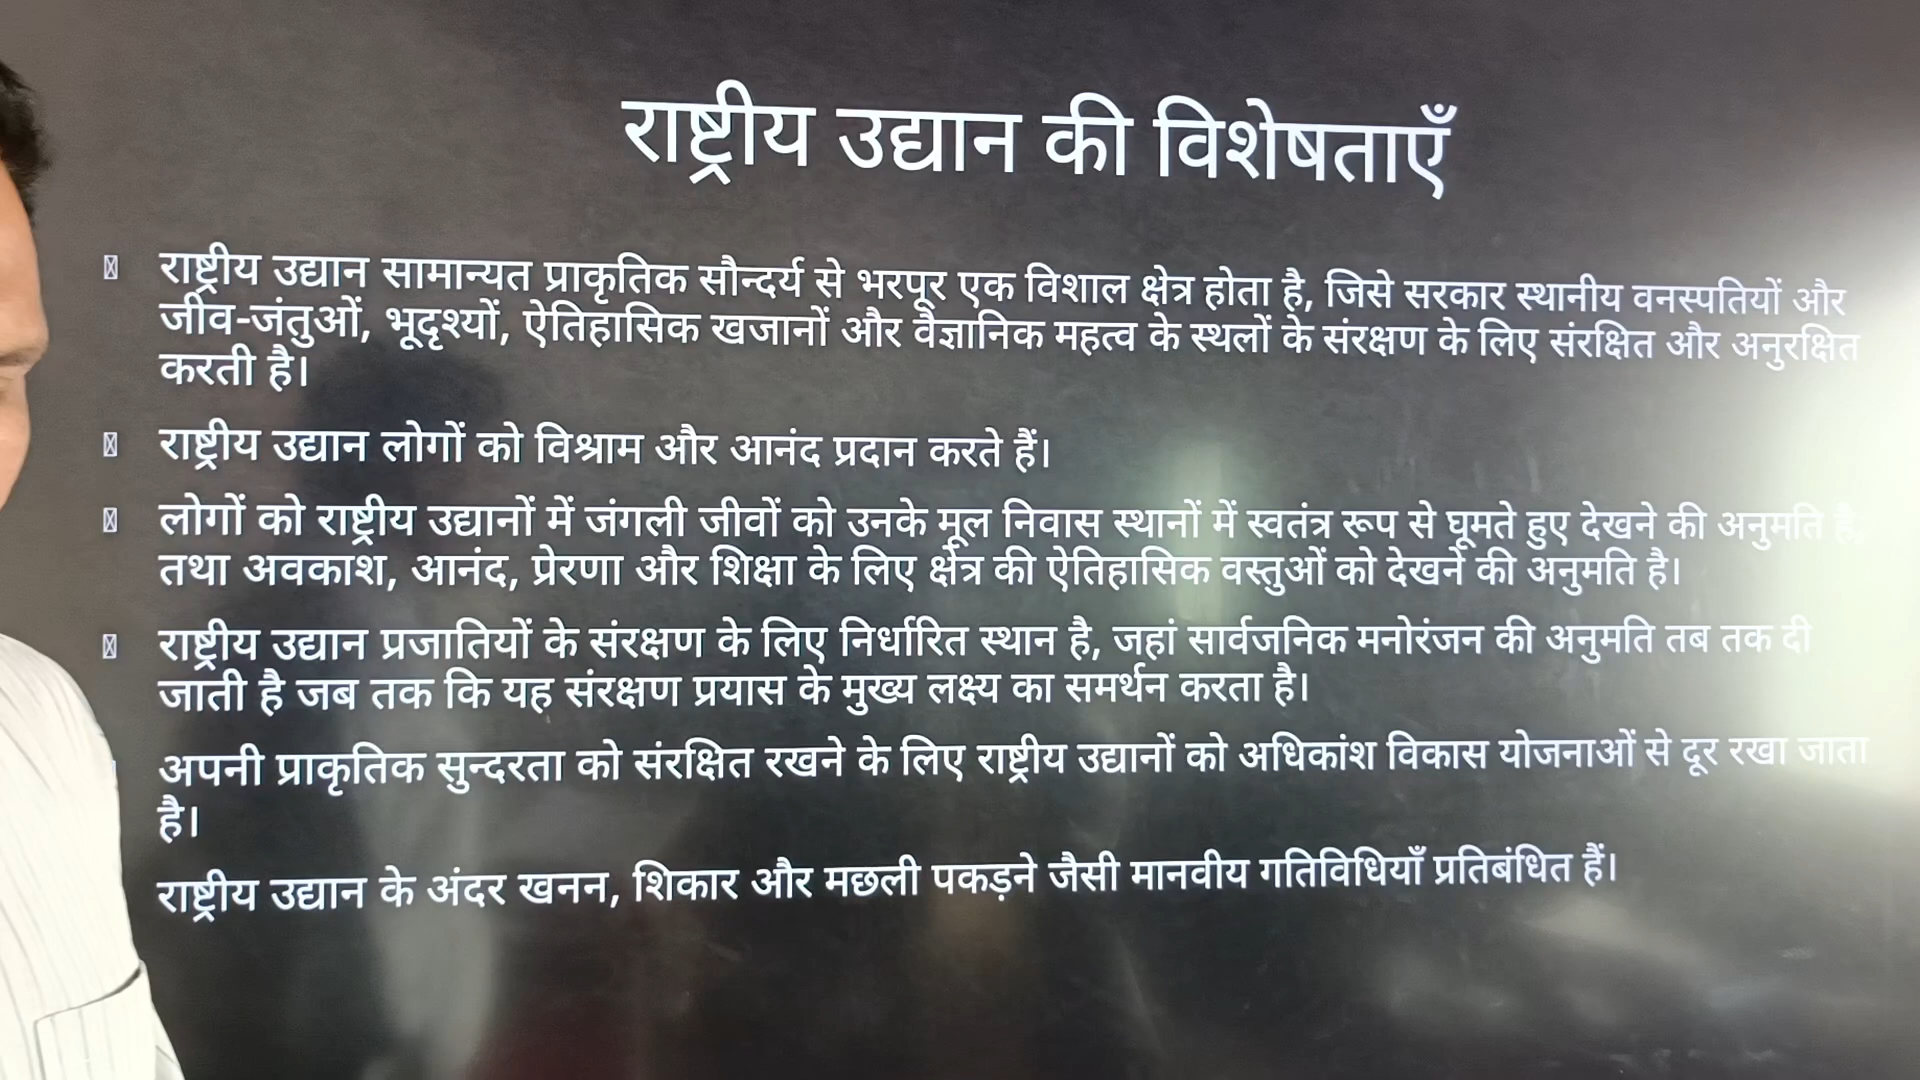 राष्ट्रीय उद्यान की विशेषताएँ
राष्ट्रीय उद्यान सामान्यत प्राकृतिक सौन्दर्य से भरपूर एक विशाल क्षेत्र होता है, जिसे सरकार स्थानीय वनस्पतियों और
जीव-जंतुओं, भूदृश्यों, ऐतिहासिक खजानों और वैज्ञानिक महत्व के स्थलों के संरक्षण के लिए संरक्षित और अनुरक्षित
करती है।
राष्ट्रीय उद्यान लोगों को विश्राम और आनंद प्रदान करते हैं।
लोगों को राष्ट्रीय उद्यानों में जंगली जीवों को उनके मूल निवास स्थानों में स्वतंत्र रूप से घूमते हुए देखने की अनुमति है,
तथा अवकाश, आनंद, प्रेरणा और शिक्षा के लिए क्षेत्र की ऐतिहासिक वस्तुओं को देखने की अनुमति है।
राष्ट्रीय उद्यान प्रजातियों के संरक्षण के लिए निर्धारित स्थान है, जहां सार्वजनिक मनोरंजन की अनुमति तब तक दी
जाती है जब तक कि यह संरक्षण प्रयास के मुख्य लक्ष्य का समर्थन करता है।
अपनी प्राकृतिक सुन्दरता को संरक्षित रखने के लिए राष्ट्रीय उद्यानों को अधिकांश विकास योजनाओं से दूर रखा जाता
है।
राष्ट्रीय उद्यान के अंदर खनन, शिकार और मछली पकड़ने जैसी मानवीय गतिविधियाँ प्रतिबंधित हैं।